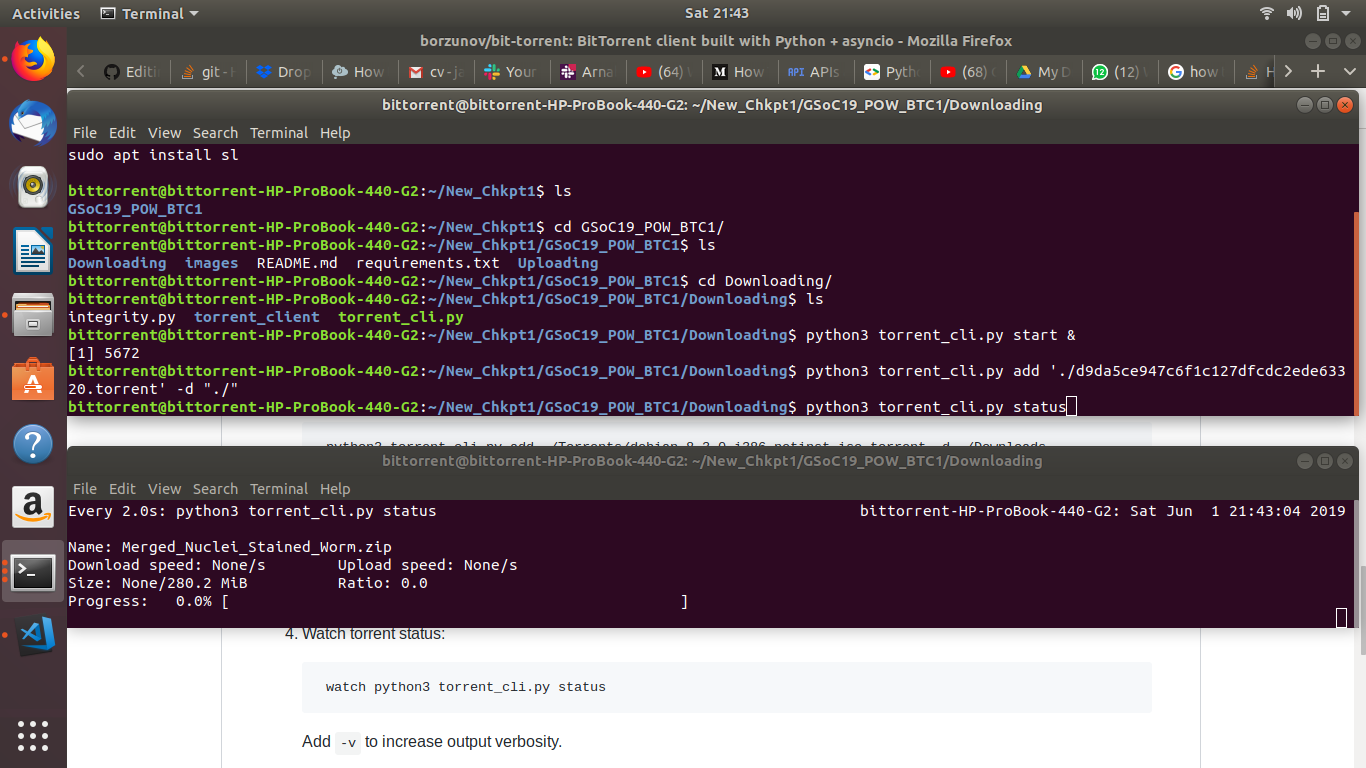 Activities Terminal Sat 21:43
borzunov/bit-torrent: BitTorrent client built with Python + asyncio - Mozilla Firefox
Editi git - H Drop How cv - ja Your Arna (64) How API APIs Pytho (68) My D (12) how
bittorrent@bittorrent-HP-ProBook-440-G2: ~/New_Chkpt1/GSoC19_POW_BTC1/Downloading
File Edit View Search Terminal Help
sudo apt install sl
bittorrent@bittorrent-HP-ProBook-440-G2:~/New_Chkpt1$ ls
GSoC19_POW_BTC1
bittorrent@bittorrent-HP-ProBook-440-G2:~/New_Chkpt1$ cd GSoC19_POW_BTC1/
bittorrent@bittorrent-HP-ProBook-440-G2:~/New_Chkpt1/GSoC19_POW_BTC1$ ls
Downloading images README.md requirements.txt Uploading
bittorrent@bittorrent-HP-ProBook-440-G2:~/New_Chkpt1/GSoC19_POW_BTC1$ cd Downloading/
bittorrent@bittorrent-HP-ProBook-440-G2:~/New_Chkpt1/GSoC19_POW_BTC1/Downloading$ ls
integrity.py torrent_client torrent_cli.py
bittorrent@bittorrent-HP-ProBook-440-G2:~/New_Chkpt1/GSoC19_POW_BTC1/Downloading$ python3 torrent_cli.py start &
[1] 5672
bittorrent@bittorrent-HP-ProBook-440-G2:~/New_Chkpt1/GSoC19_POW_BTC1/Downloading$ python3 torrent_cli.py add './d9da5ce947c6f1c127dfcdc2ede633
20.torrent' -d "./"
bittorrent@bittorrent-HP-ProBook-440-G2:~/New_Chkpt1/GSoC19_POW_BTC1/Downloading$ python3 torrent_cli.py status
bittorrent@bittorrent-HP-ProBook-440-G2: ~/New_Chkpt1/GSoC19_POW_BTC1/Downloading
File Edit View Search Terminal Help
Every 2.0s: python3 torrent_cli.py status bittorrent-HP-ProBook-440-G2: Sat Jun 1 21:43:04 2019
Name: Merged_Nuclei_Stained_Worm.zip
Download speed: None/s Upload speed: None/s
Size: None/280.2 MiB Ratio: 0.0
Progress: 0.0% [ ]
4. Watch torrent status:
watch python3 torrent_cli.py status
Add -v to increase output verbosity.